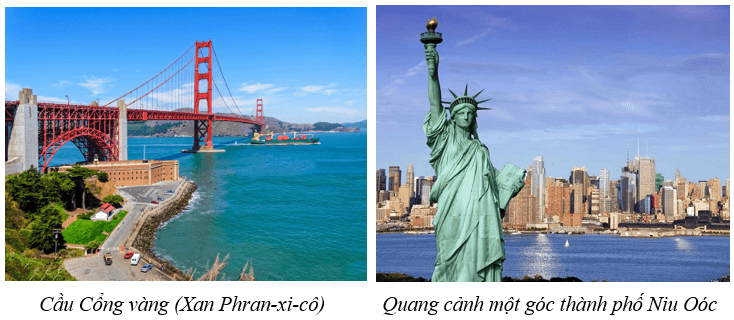 Cầu Cổng vàng (Xan Phran-xi-cô)
Quang cảnh một góc thành phố Niu Oóc